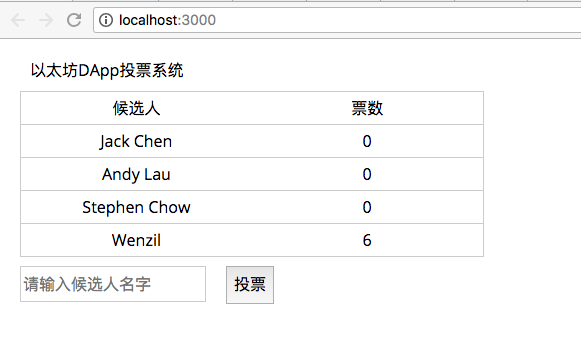 localhost:3000
以太坊DApp投票系统
候选人 票数
Jack Chen 0
Andy Lau 0
Stephen Chow 0
Wenzil 6
请输入候选人名字 投票